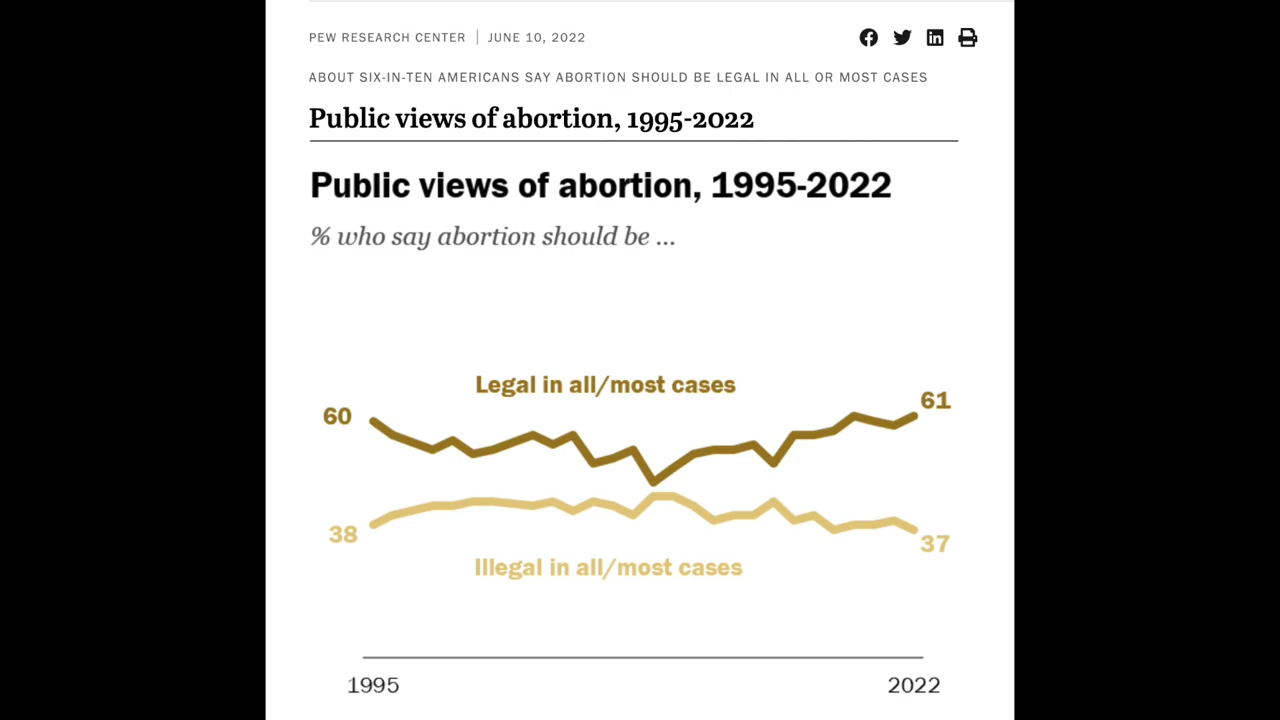 PEW RESEARCH CENTER | JUNE 10, 2022
ABOUT SIX-IN-TEN AMERICANS SAY ABORTION SHOULD BE LEGAL IN ALL OR MOST CASES
Public views of abortion, 1995-2022
Public views of abortion, 1995-2022
% who say abortion should be ...
Legal in all/most cases
60
61
38
37
Illegal in all/most cases
1995
2022